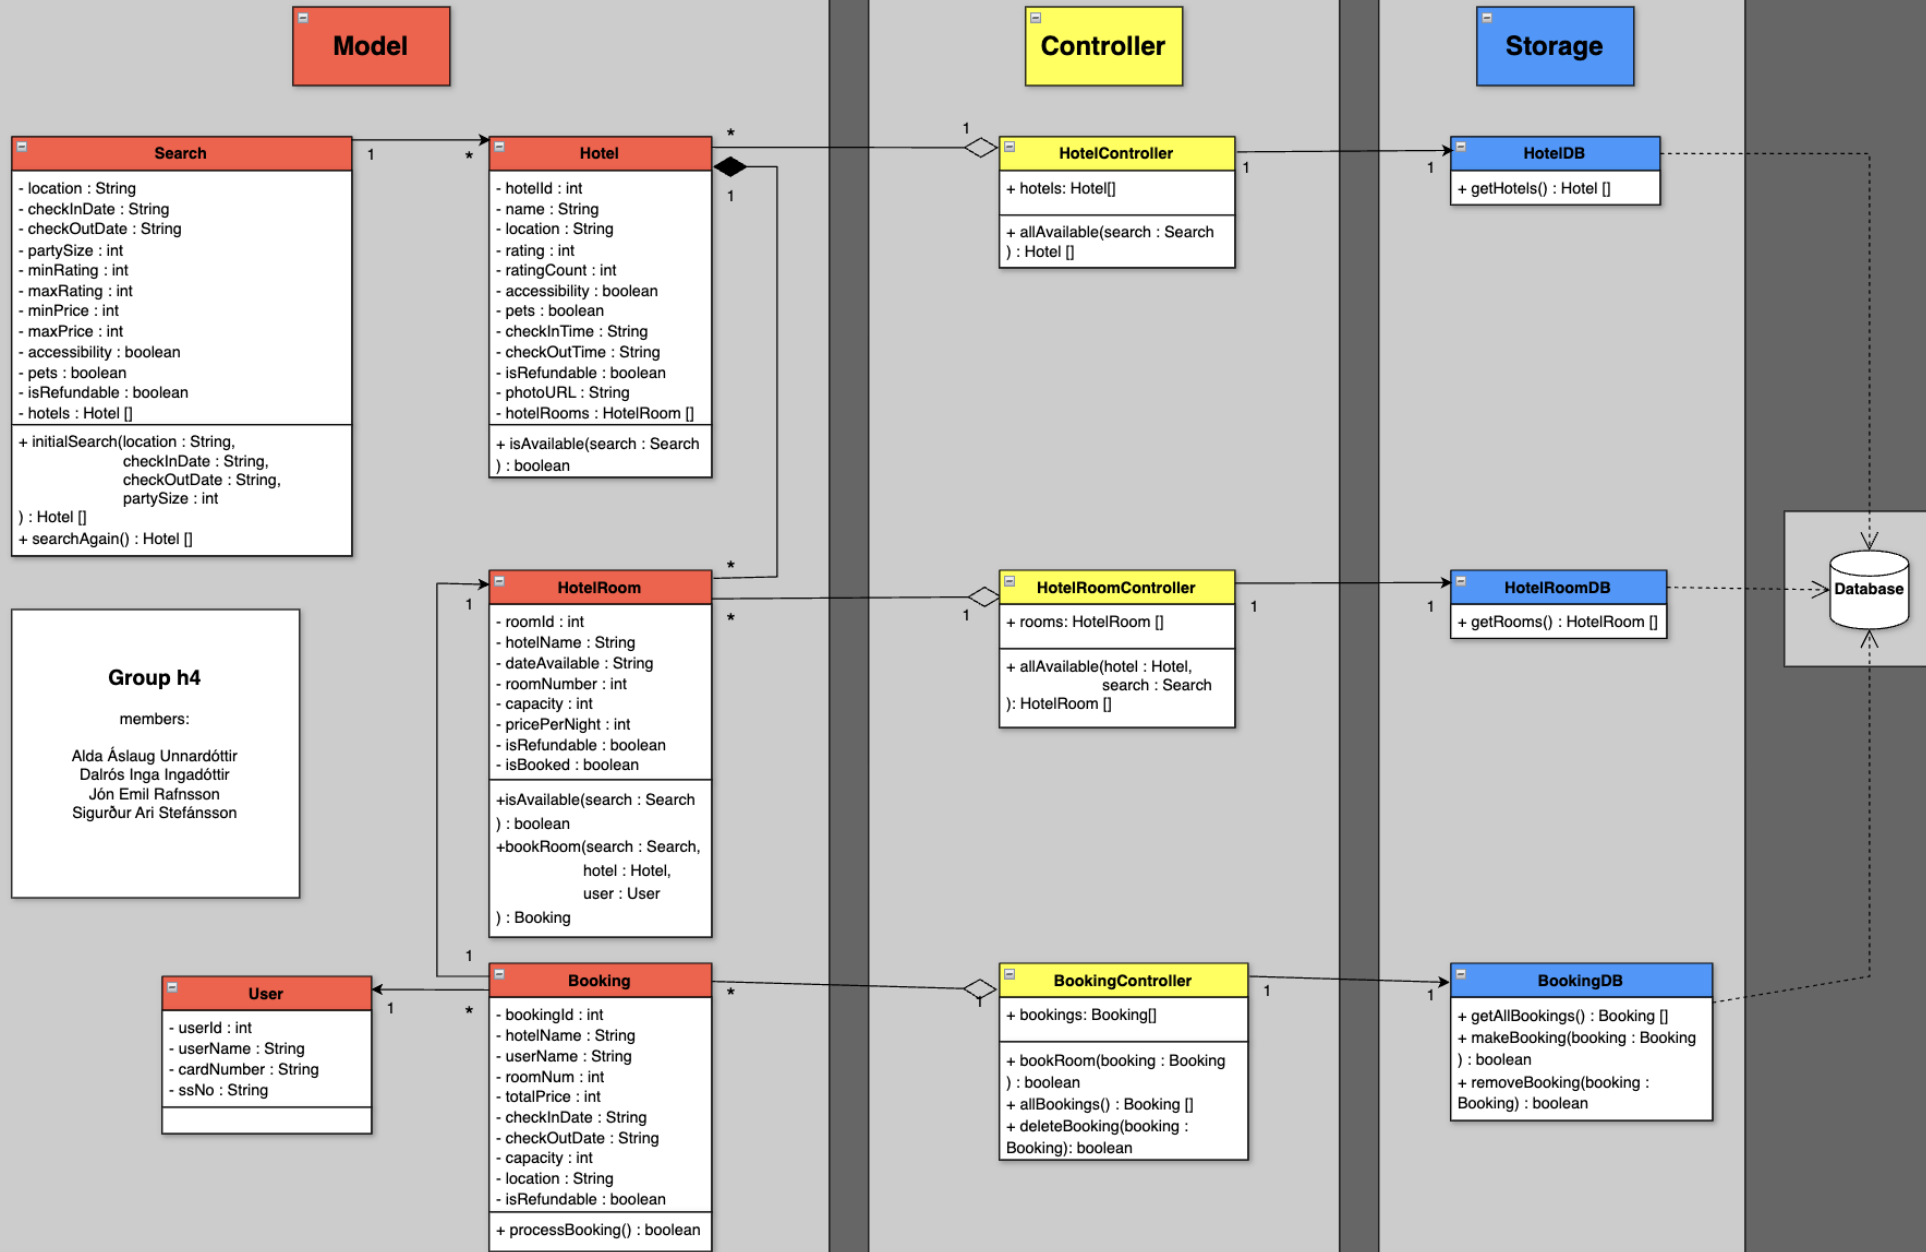 Model
Controller
Storage
Search
- location : String
- checkInDate : String
- checkOutDate : String
- partySize : int
- minRating : int
- maxRating : int
- minPrice : int
- maxPrice : int
- accessibility : boolean
- pets : boolean
- isRefundable : boolean
- hotels : Hotel []
+ initialSearch(location : String,
checkInDate : String,
checkOutDate : String,
partySize : int
) : Hotel []
+ searchAgain() : Hotel []
1
*
Hotel
- hotelId : int
- name : String
- location : String
- rating : int
- ratingCount : int
- accessibility : boolean
- pets : boolean
- checkInTime : String
- checkOutTime : String
- isRefundable : boolean
- photoURL : String
- hotelRooms : HotelRoom []
+ isAvailable(search : Search
) : boolean
*
1
1
HotelController
+ hotels: Hotel[]
+ allAvailable(search : Search
) : Hotel []
1
1
HotelDB
+ getHotels() : Hotel []
Group h4
members:
Alda Áslaug Unnardóttir
Dalrós Inga Ingadóttir
Jón Emil Rafnsson
Sigurður Ari Stefánsson
1
HotelRoom
- roomId : int
- hotelName : String
- dateAvailable : String
- roomNumber : int
- capacity : int
- pricePerNight : int
- isRefundable : boolean
- isBooked : boolean
+isAvailable(search : Search
) : boolean
+bookRoom(search : Search,
hotel : Hotel,
user : User
) : Booking
*
*
1
HotelRoomController
+ rooms: HotelRoom []
+ allAvailable(hotel : Hotel,
search : Search
): HotelRoom []
1
1
HotelRoomDB
+ getRooms() : HotelRoom []
Database
User
- userId : int
- userName : String
- cardNumber : String
- ssNo : String
1
*
1
Booking
- bookingId : int
- hotelName : String
- userName : String
- roomNum : int
- totalPrice : int
- checkInDate : String
- checkOutDate : String
- capacity : int
- location : String
- isRefundable : boolean
+ processBooking() : boolean
*
1
BookingController
+ bookings: Booking[]
+ bookRoom(booking : Booking
) : boolean
+ allBookings() : Booking []
+ deleteBooking(booking :
Booking): boolean
1
1
BookingDB
+ getAllBookings() : Booking []
+ makeBooking(booking : Booking
) : boolean
+ removeBooking(booking :
Booking) : boolean